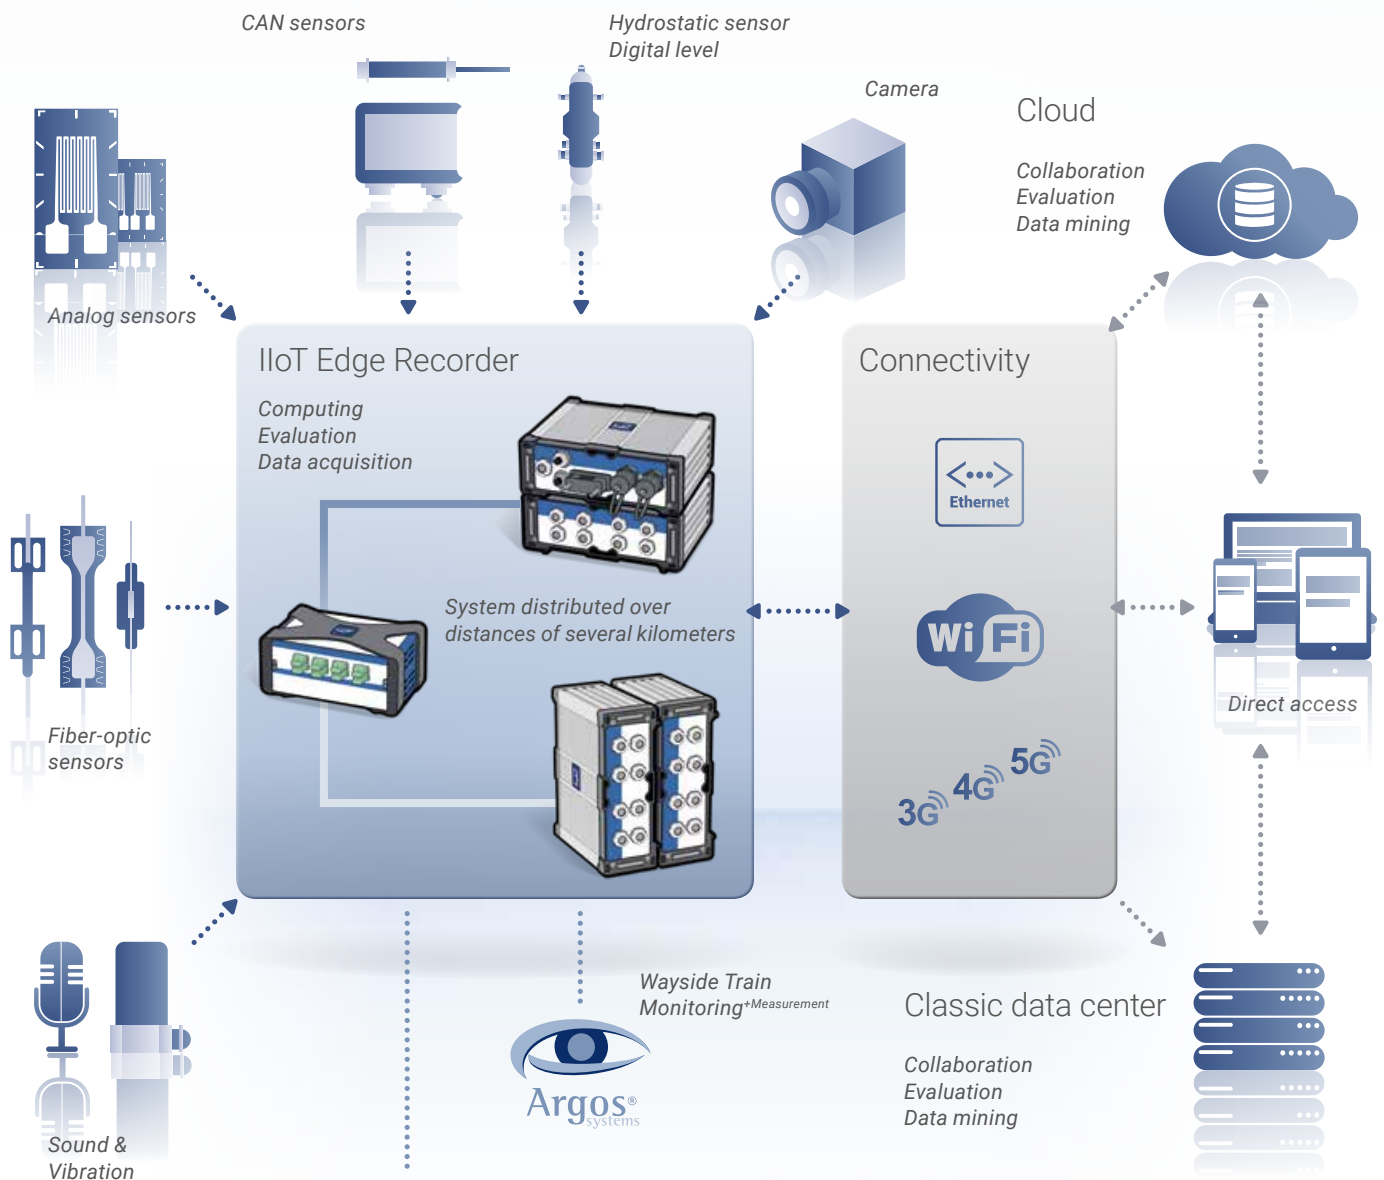 CAN sensors
Hydrostatic sensor
Digital level
Camera
Cloud
Collaboration
Evaluation
Data mining
Analog sensors
IIoT Edge Recorder
Computing
Evaluation
Data acquisition
Connectivity
Ethernet
System distributed over
distances of several kilometers
WiFi
Fiber-optic
sensors
Direct access
3G 4G 5G
Wayside Train
Monitoring+Measurement
Argos®
systems
Classic data center
Collaboration
Evaluation
Data mining
Sound &
Vibration